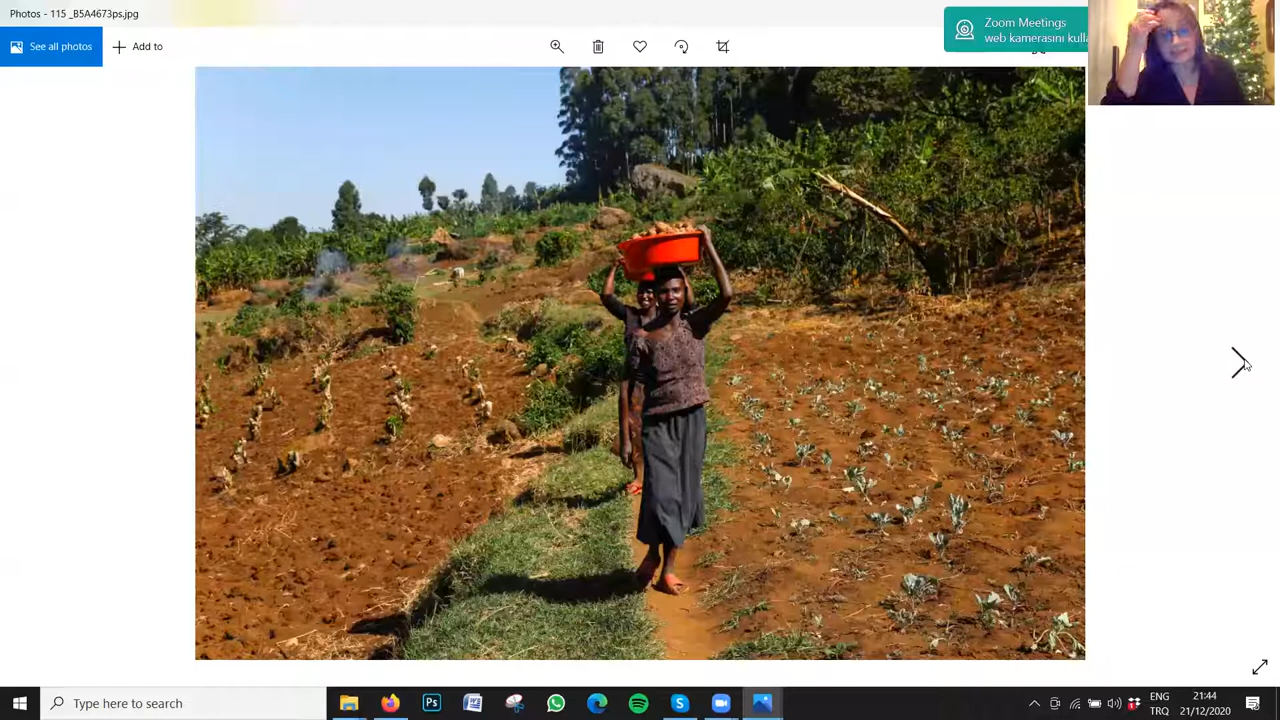 Photos - 115 _B5A4673ps.jpg
Zoom Meetings
web kamerasını kulla
See all photos
Add to
Ps
Type here to search
ENG
TRQ
21:44
21/12/2020